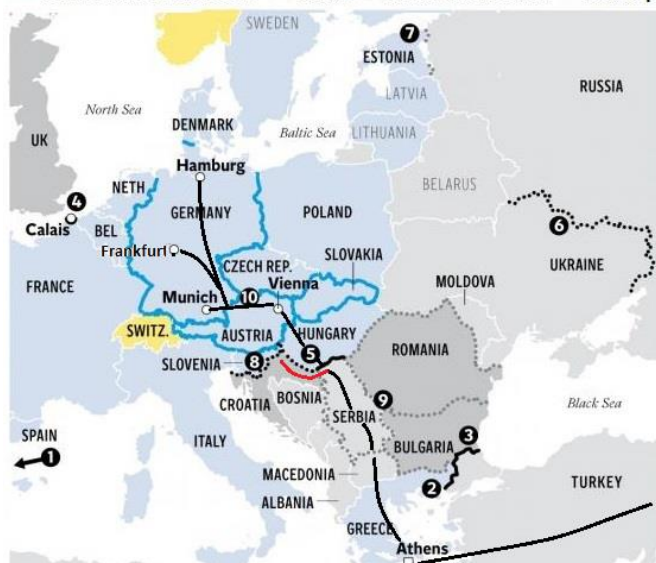 SWEDEN
7
ESTONIA
RUSSIA
North Sea
LATVIA
DENMARK
Baltic Sea
LITHUANIA
UK
Hamburg
NETH
BELARUS
4
Calais
BEL
GERMANY
POLAND
6
Frankfurt
CZECH REP.
SLOVAKIA
UKRAINE
FRANCE
MOLDOVA
Munich
10
Vienna
SWITZ.
AUSTRIA
HUNGARY
ROMANIA
SLOVENIA
8
5
CROATIA
BOSNIA
SERBIA
9
Black Sea
SPAIN
1
ITALY
BULGARIA
3
MACEDONIA
2
TURKEY
ALBANIA
GREECE
Athens